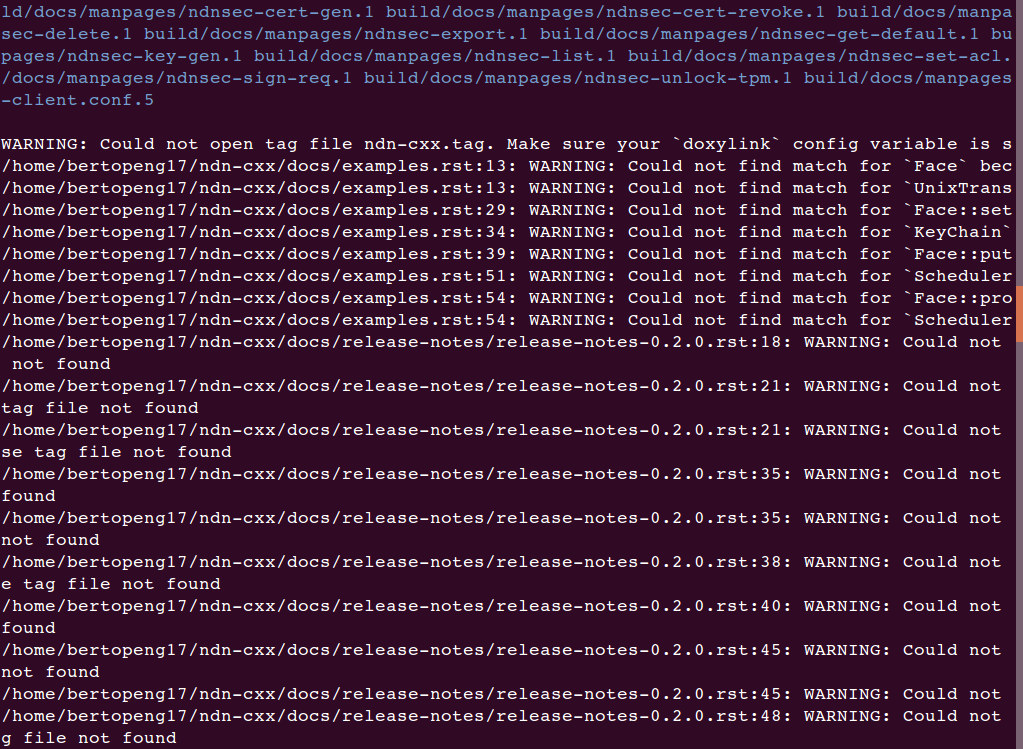 ld/docs/manpages/ndnsec-cert-gen.1 build/docs/manpages/ndnsec-cert-revoke.1 build/docs/manpa
sec-delete.1 build/docs/manpages/ndnsec-export.1 build/docs/manpages/ndnsec-get-default.1 bu
pages/ndnsec-key-gen.1 build/docs/manpages/ndnsec-list.1 build/docs/manpages/ndnsec-set-acl.
/docs/manpages/ndnsec-sign-req.1 build/docs/manpages/ndnsec-unlock-tpm.1 build/docs/manpages
-client.conf.5
WARNING: Could not open tag file ndn-cxx.tag. Make sure your `doxylink` config variable is s
/home/bertopeng17/ndn-cxx/docs/examples.rst:13: WARNING: Could not find match for `Face` bec
/home/bertopeng17/ndn-cxx/docs/examples.rst:13: WARNING: Could not find match for `UnixTrans
/home/bertopeng17/ndn-cxx/docs/examples.rst:29: WARNING: Could not find match for `Face::set
/home/bertopeng17/ndn-cxx/docs/examples.rst:34: WARNING: Could not find match for `KeyChain`
/home/bertopeng17/ndn-cxx/docs/examples.rst:39: WARNING: Could not find match for `Face::put
/home/bertopeng17/ndn-cxx/docs/examples.rst:51: WARNING: Could not find match for `Scheduler
/home/bertopeng17/ndn-cxx/docs/examples.rst:54: WARNING: Could not find match for `Face::pro
/home/bertopeng17/ndn-cxx/docs/examples.rst:54: WARNING: Could not find match for `Scheduler
/home/bertopeng17/ndn-cxx/docs/release-notes/release-notes-0.2.0.rst:18: WARNING: Could not
 not found
/home/bertopeng17/ndn-cxx/docs/release-notes/release-notes-0.2.0.rst:21: WARNING: Could not
tag file not found
/home/bertopeng17/ndn-cxx/docs/release-notes/release-notes-0.2.0.rst:21: WARNING: Could not
se tag file not found
/home/bertopeng17/ndn-cxx/docs/release-notes/release-notes-0.2.0.rst:35: WARNING: Could not
found
/home/bertopeng17/ndn-cxx/docs/release-notes/release-notes-0.2.0.rst:35: WARNING: Could not
not found
/home/bertopeng17/ndn-cxx/docs/release-notes/release-notes-0.2.0.rst:38: WARNING: Could not
e tag file not found
/home/bertopeng17/ndn-cxx/docs/release-notes/release-notes-0.2.0.rst:40: WARNING: Could not
found
/home/bertopeng17/ndn-cxx/docs/release-notes/release-notes-0.2.0.rst:45: WARNING: Could not
not found
/home/bertopeng17/ndn-cxx/docs/release-notes/release-notes-0.2.0.rst:45: WARNING: Could not
/home/bertopeng17/ndn-cxx/docs/release-notes/release-notes-0.2.0.rst:48: WARNING: Could not
g file not found